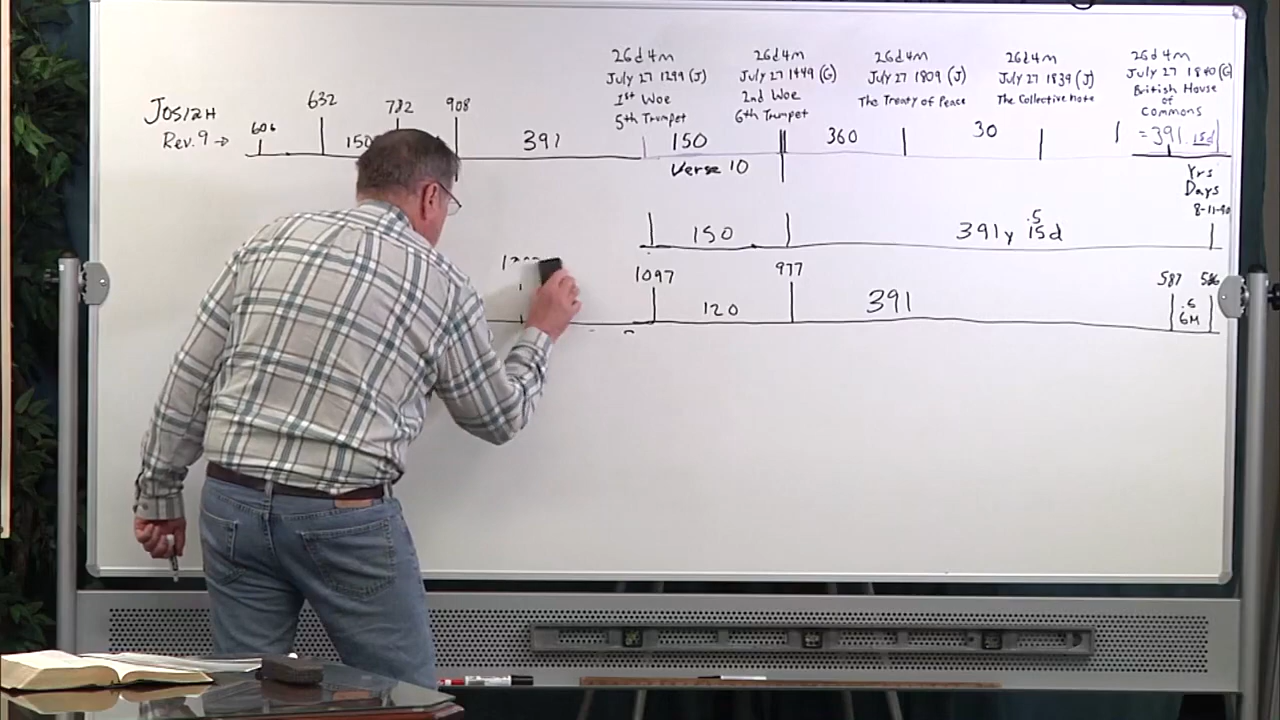 26d4m 26d4m 26d4m 26d4m 26d4m
July 27 1299 (J) July 27 1449 (G) July 27 1809 (J) July 27 1839 (J) July 27 1840 (G)
1st Woe 2nd Woe The Treaty of Peace The Collective note British House
5th Trumpet 6th Trumpet of
Commons
JOSIAH 632 782 908
Rev. 9 → 606 150 391 150 360 30 = 391. 15d
Verse 10 Yrs
Days
8-11-40
150 391y .5 15d
1097 977 587 586
120 391 .5
6M